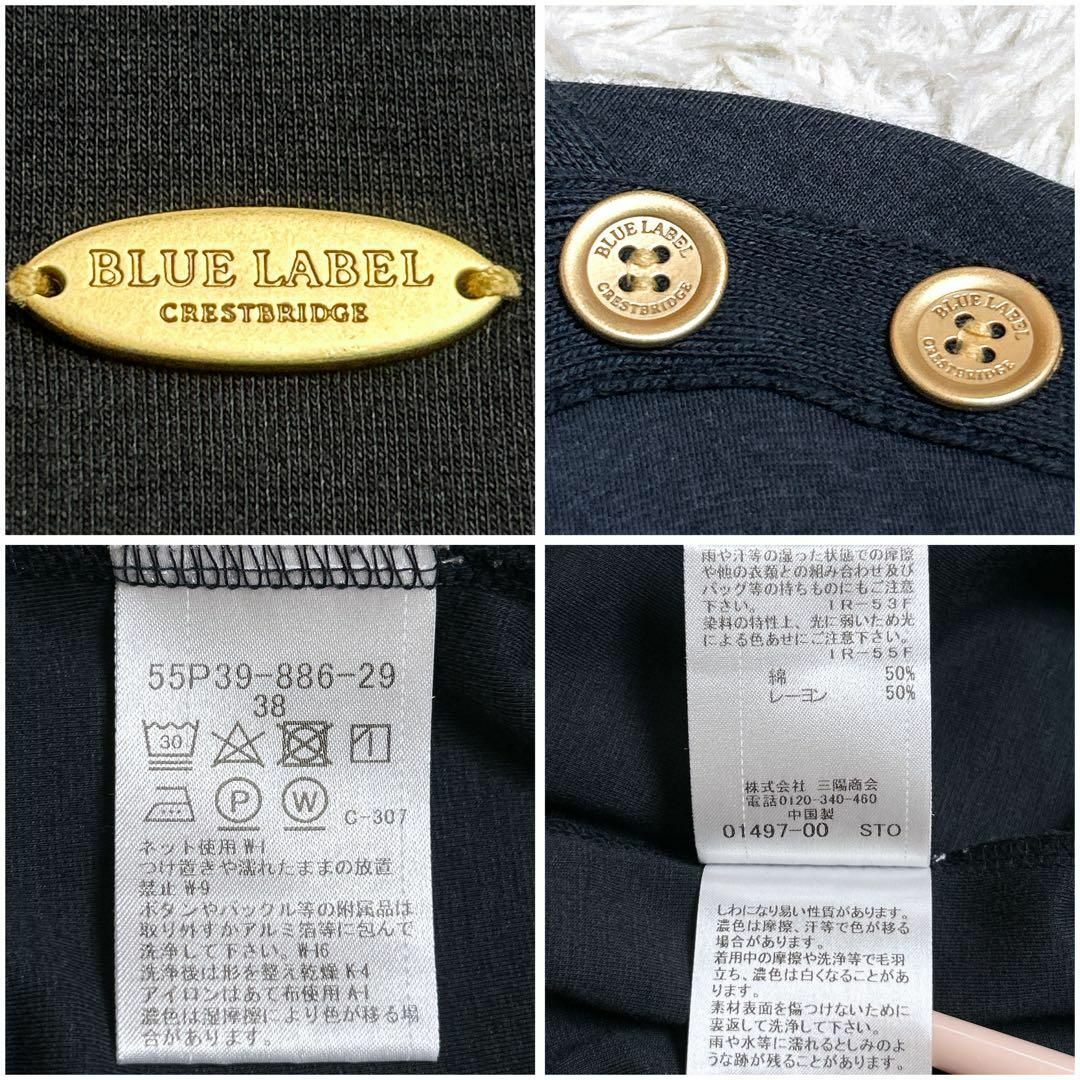 BLUE LABEL
CRESTBRIDGE
BLUE LABEL
CRESTBRIDGE
BLUE LABEL
CRESTBRIDGE
55P39-886-29
38
30
P
W
C-307
ネット使用 W-1
つけ置きや濡れたままの放置
禁止 W-9
ボタンやバックル等の附属品は
取り外すかアルミ箔等に包んで
洗浄して下さい。W-16
洗浄後は形を整え乾燥 K-4
アイロンはあて布使用 A-1
濃色は湿摩擦により色が移る
場合があります。
雨や汗等の湿った状態での摩擦
や他の衣類との組み合わせ及び
バッグ等の持ちものにもご注意
下さい。 IR-53F
染料の特性上、光に弱いため光
による色あせにご注意下さい。
IR-55F
綿 50%
レーヨン 50%
株式会社 三陽商会
電話0120-340-460
中国製
01497-00 STO
しわになり易い性質があります。
濃色は摩擦、汗等で色が移る
場合があります。
着用中の摩擦や洗浄等で毛羽
立ち、濃色は白くなることがあ
ります。
素材表面を傷つけないために
裏返して洗浄して下さい。
雨や水等に濡れるとしみのよ
うな跡が残ることがあります。